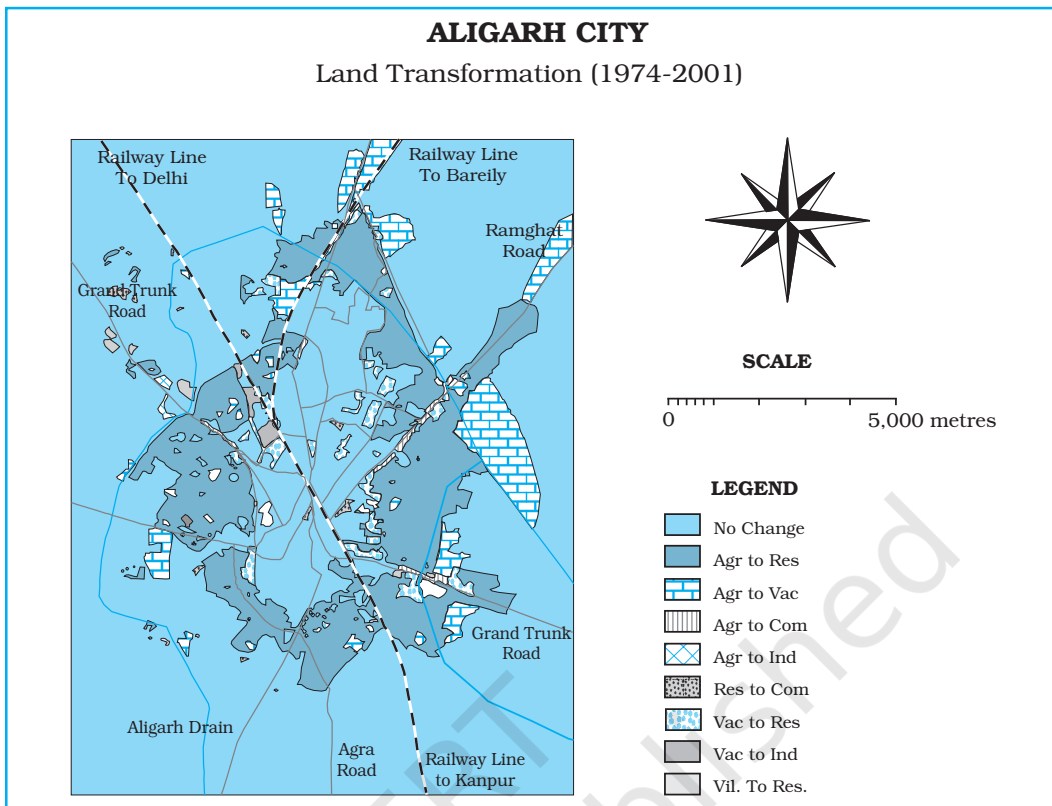 ALIGARH CITY
Land Transformation (1974-2001)
Railway Line
To Delhi
Railway Line
To Bareily
Ramghat
Road
Grand Trunk
Road
Grand Trunk
Road
Aligarh Drain
Agra
Road
Railway Line
to Kanpur
SCALE
0
5,000 metres
LEGEND
No Change
Agr to Res
Agr to Vac
Agr to Com
Agr to Ind
Res to Com
Vac to Res
Vac to Ind
Vil. To Res.